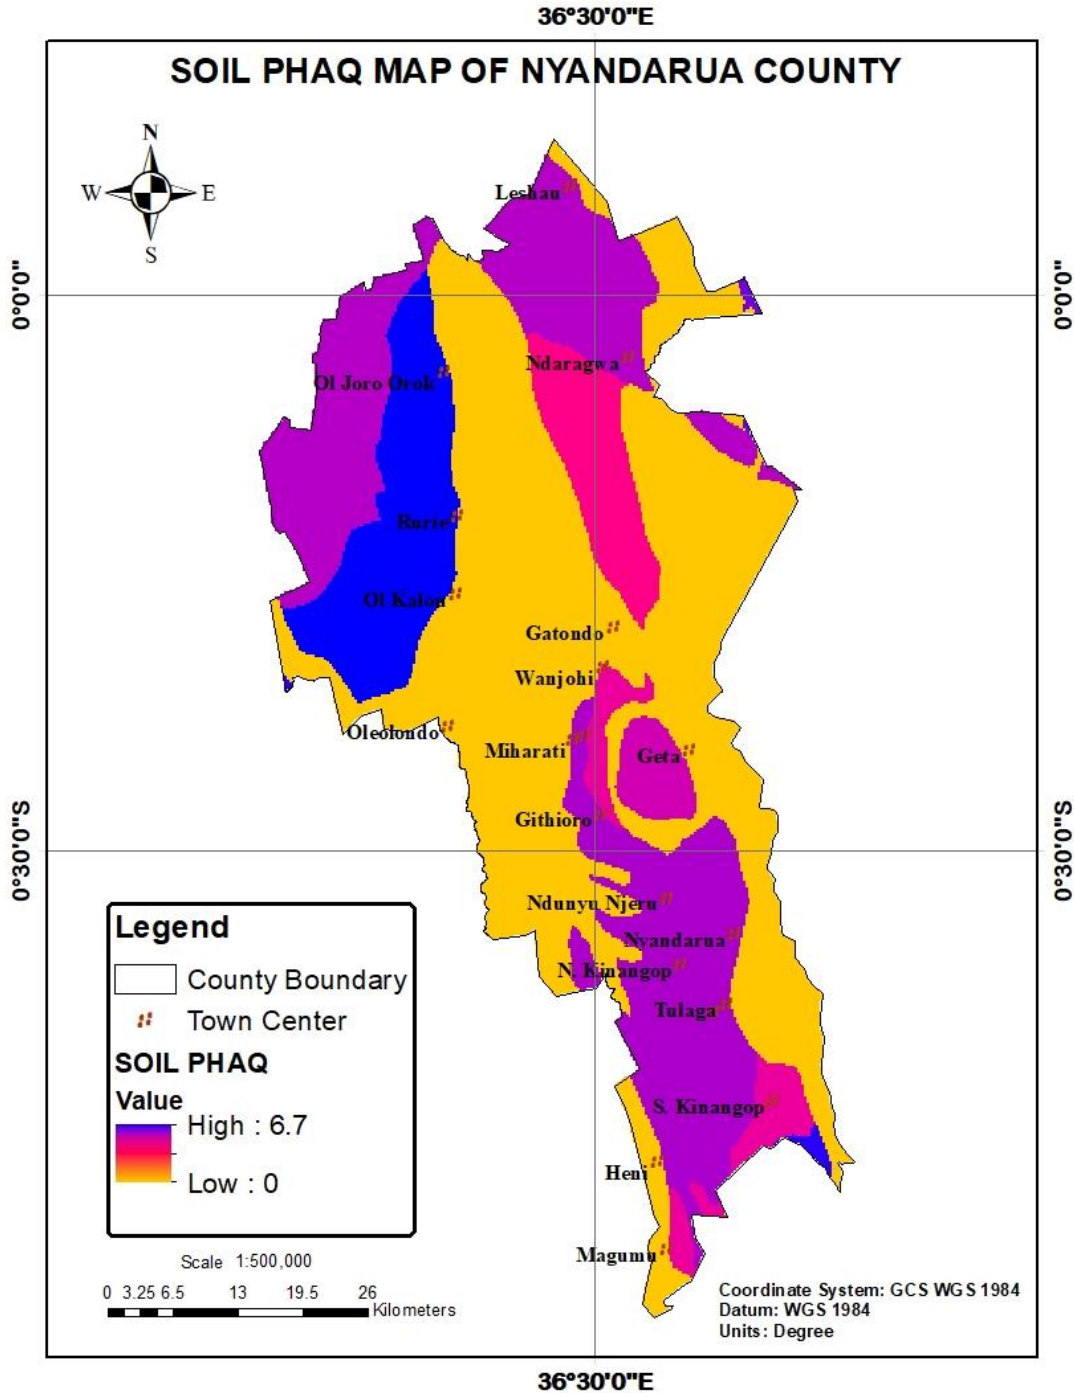 36°30'0"E
SOIL PHAQ MAP OF NYANDARUA COUNTY
N
W E
S
Leshau
0°0'0"
0°0'0"
Ndaragwa
Ol Joro Orok
Rurie
Ol Kalou
Gatondo
Wanjohi
Oleolondo
Miharati
Geta
Githioro
0°30'0"S
0°30'0"S
Ndunyu Njeru
Nyandarua
N. Kinangop
Tulaga
S. Kinangop
Heni
Magumu
Legend
County Boundary
Town Center
SOIL PHAQ
Value
High : 6.7
Low : 0
Scale 1:500,000
0 3.25 6.5 13 19.5 26
Kilometers
Coordinate System: GCS WGS 1984
Datum: WGS 1984
Units: Degree
36°30'0"E